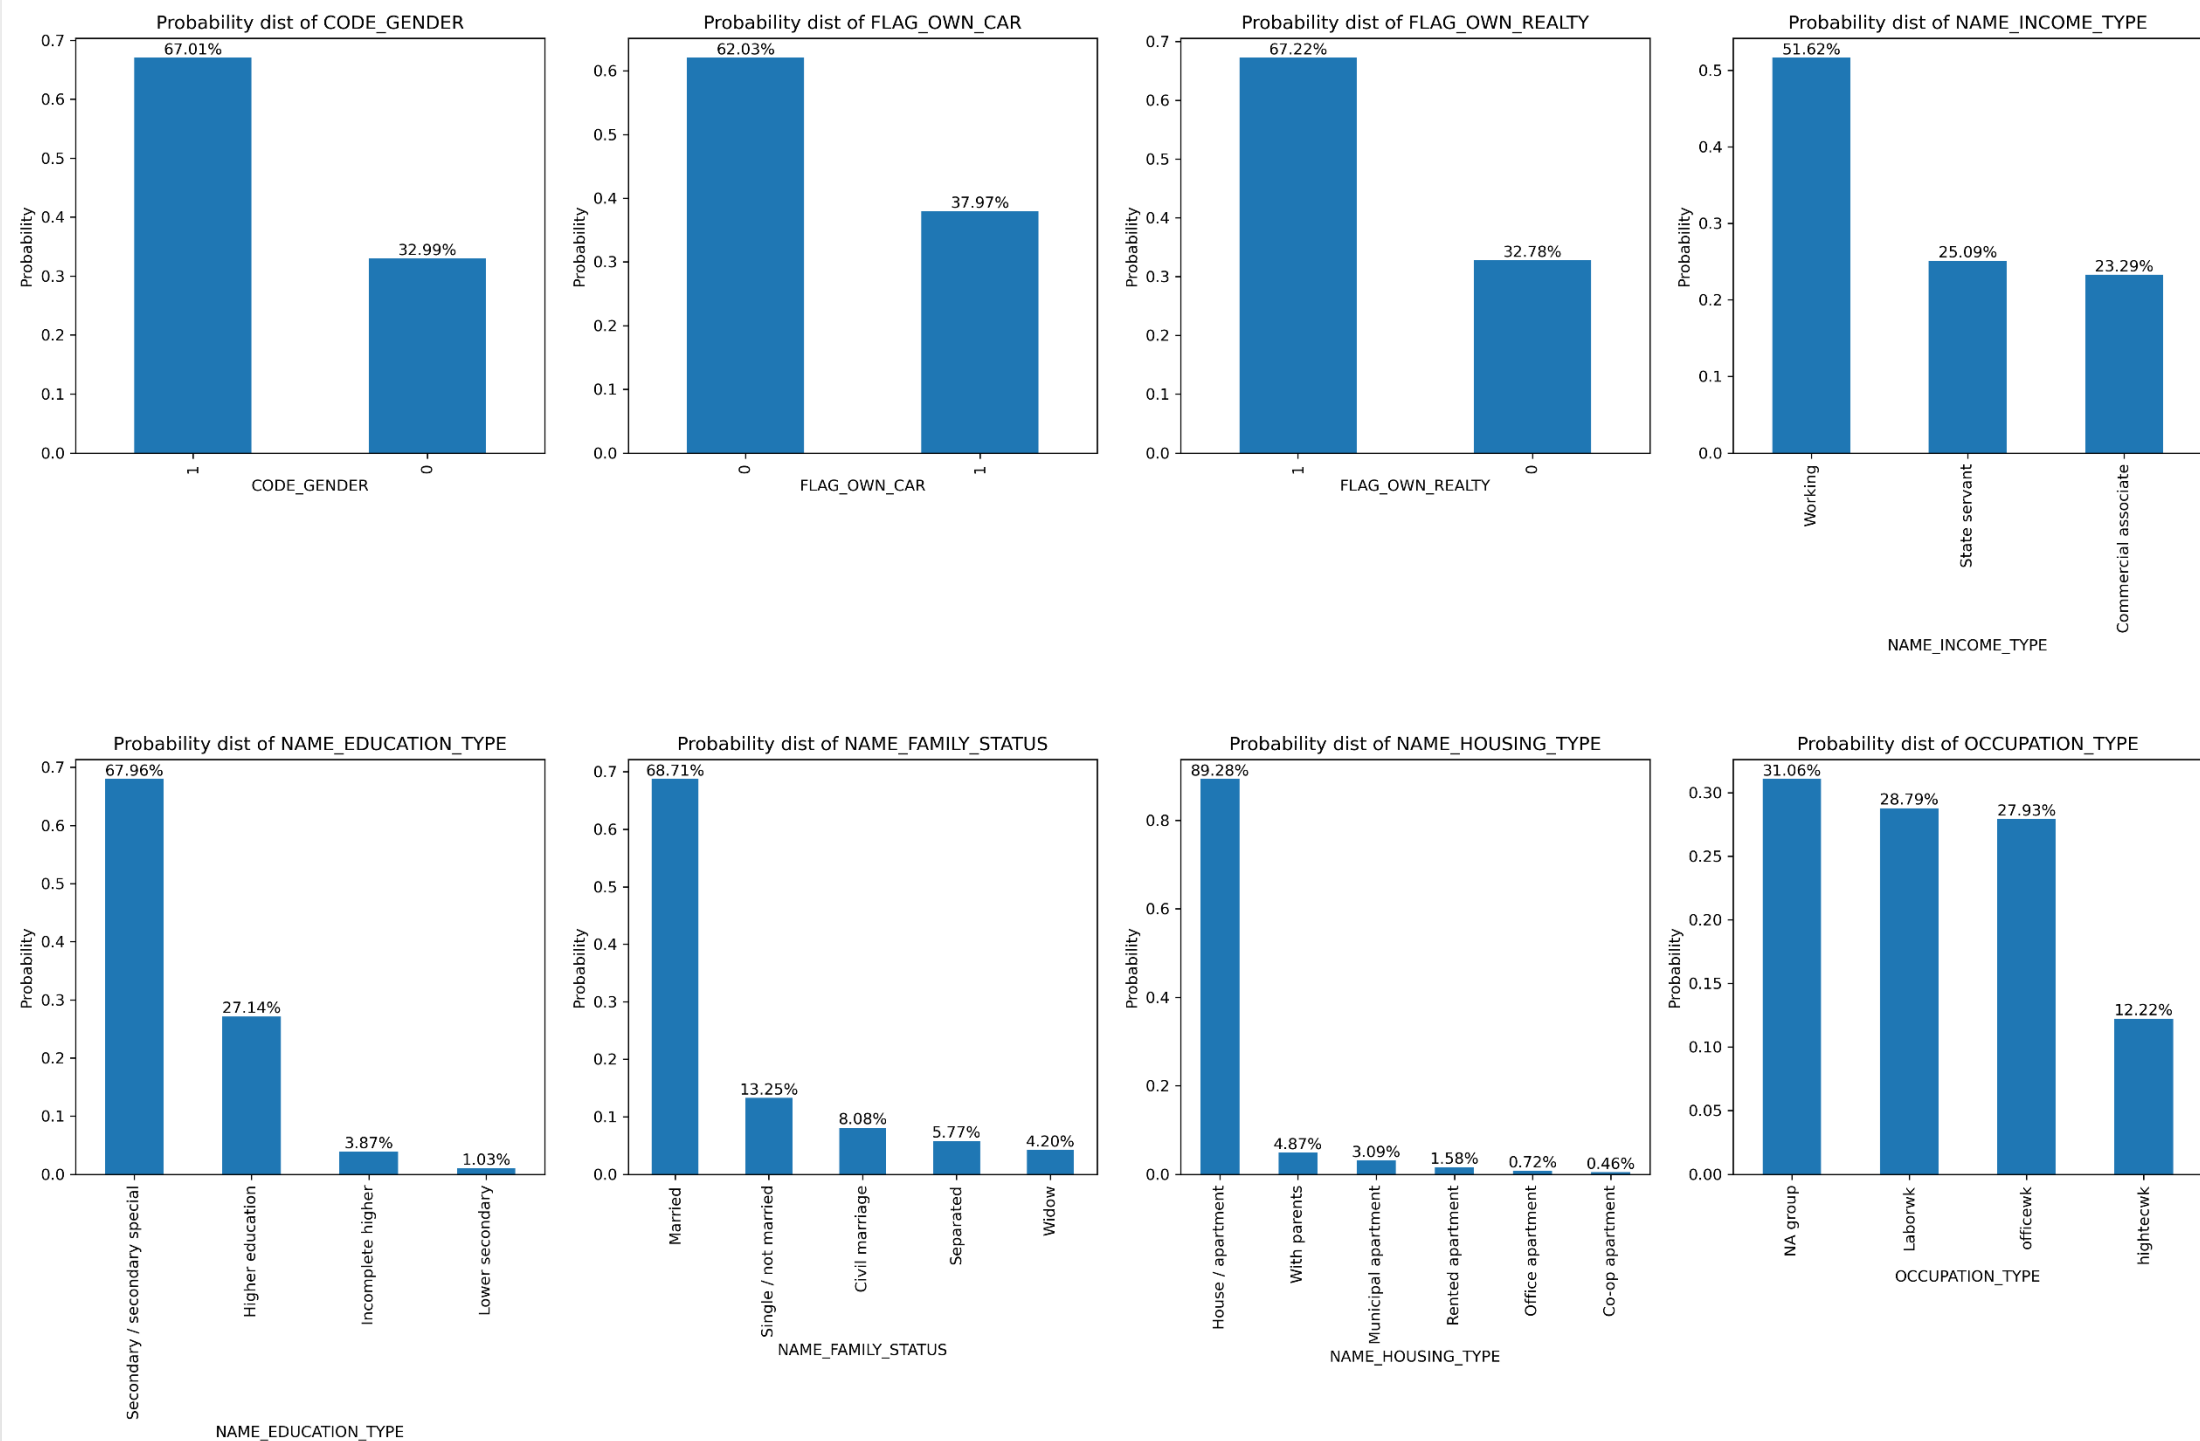 Probability dist of CODE_GENDER
0.7
0.6
0.5
0.4
0.3
0.2
0.1
0.0
Probability
67.01%
32.99%
1
0
CODE_GENDER
Probability dist of FLAG_OWN_CAR
0.6
0.5
0.4
0.3
0.2
0.1
0.0
Probability
62.03%
37.97%
0
1
FLAG_OWN_CAR
Probability dist of FLAG_OWN_REALTY
0.7
0.6
0.5
0.4
0.3
0.2
0.1
0.0
Probability
67.22%
32.78%
1
0
FLAG_OWN_REALTY
Probability dist of NAME_INCOME_TYPE
0.5
0.4
0.3
0.2
0.1
0.0
Probability
51.62%
25.09%
23.29%
Working
State servant
Commercial associate
NAME_INCOME_TYPE
Probability dist of NAME_EDUCATION_TYPE
0.7
0.6
0.5
0.4
0.3
0.2
0.1
0.0
Probability
67.96%
27.14%
3.87%
1.03%
Secondary / secondary special
Higher education
Incomplete higher
Lower secondary
NAME_EDUCATION_TYPE
Probability dist of NAME_FAMILY_STATUS
0.7
0.6
0.5
0.4
0.3
0.2
0.1
0.0
Probability
68.71%
13.25%
8.08%
5.77%
4.20%
Married
Single / not married
Civil marriage
Separated
Widow
NAME_FAMILY_STATUS
Probability dist of NAME_HOUSING_TYPE
0.8
0.6
0.4
0.2
0.0
Probability
89.28%
4.87%
3.09%
1.58%
0.72%
0.46%
House / apartment
With parents
Municipal apartment
Rented apartment
Office apartment
Co-op apartment
NAME_HOUSING_TYPE
Probability dist of OCCUPATION_TYPE
0.30
0.25
0.20
0.15
0.10
0.05
0.00
Probability
31.06%
28.79%
27.93%
12.22%
NA group
Laborwk
officewk
hightecwk
OCCUPATION_TYPE